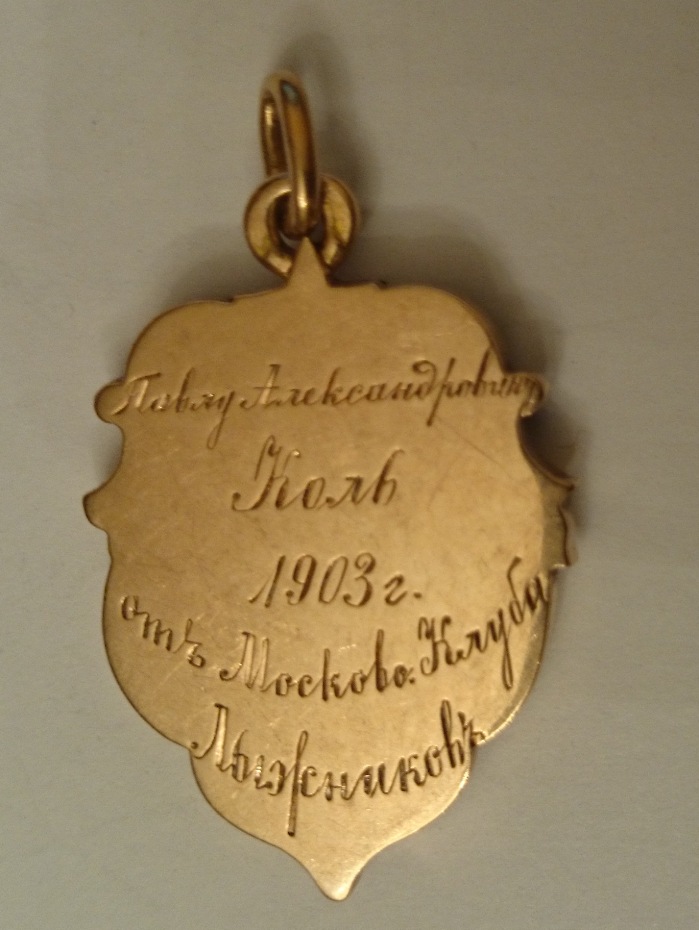 Павлу Александровичу
Коль
1903 г.
отъ Московс. Клуба
Лыжниковъ